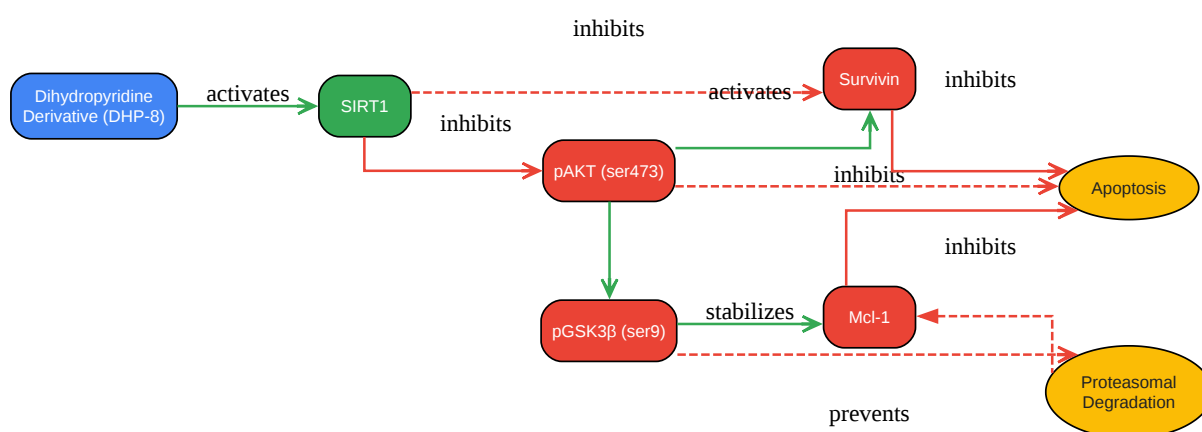 inhibits
Survivin
inhibits
Dihydropyridine
Derivative (DHP-8)
activates
SIRT1
activates
inhibits
pAKT (ser473)
inhibits
Apoptosis
inhibits
pGSK3β (ser9)
stabilizes
Mcl-1
Proteasomal
Degradation
prevents